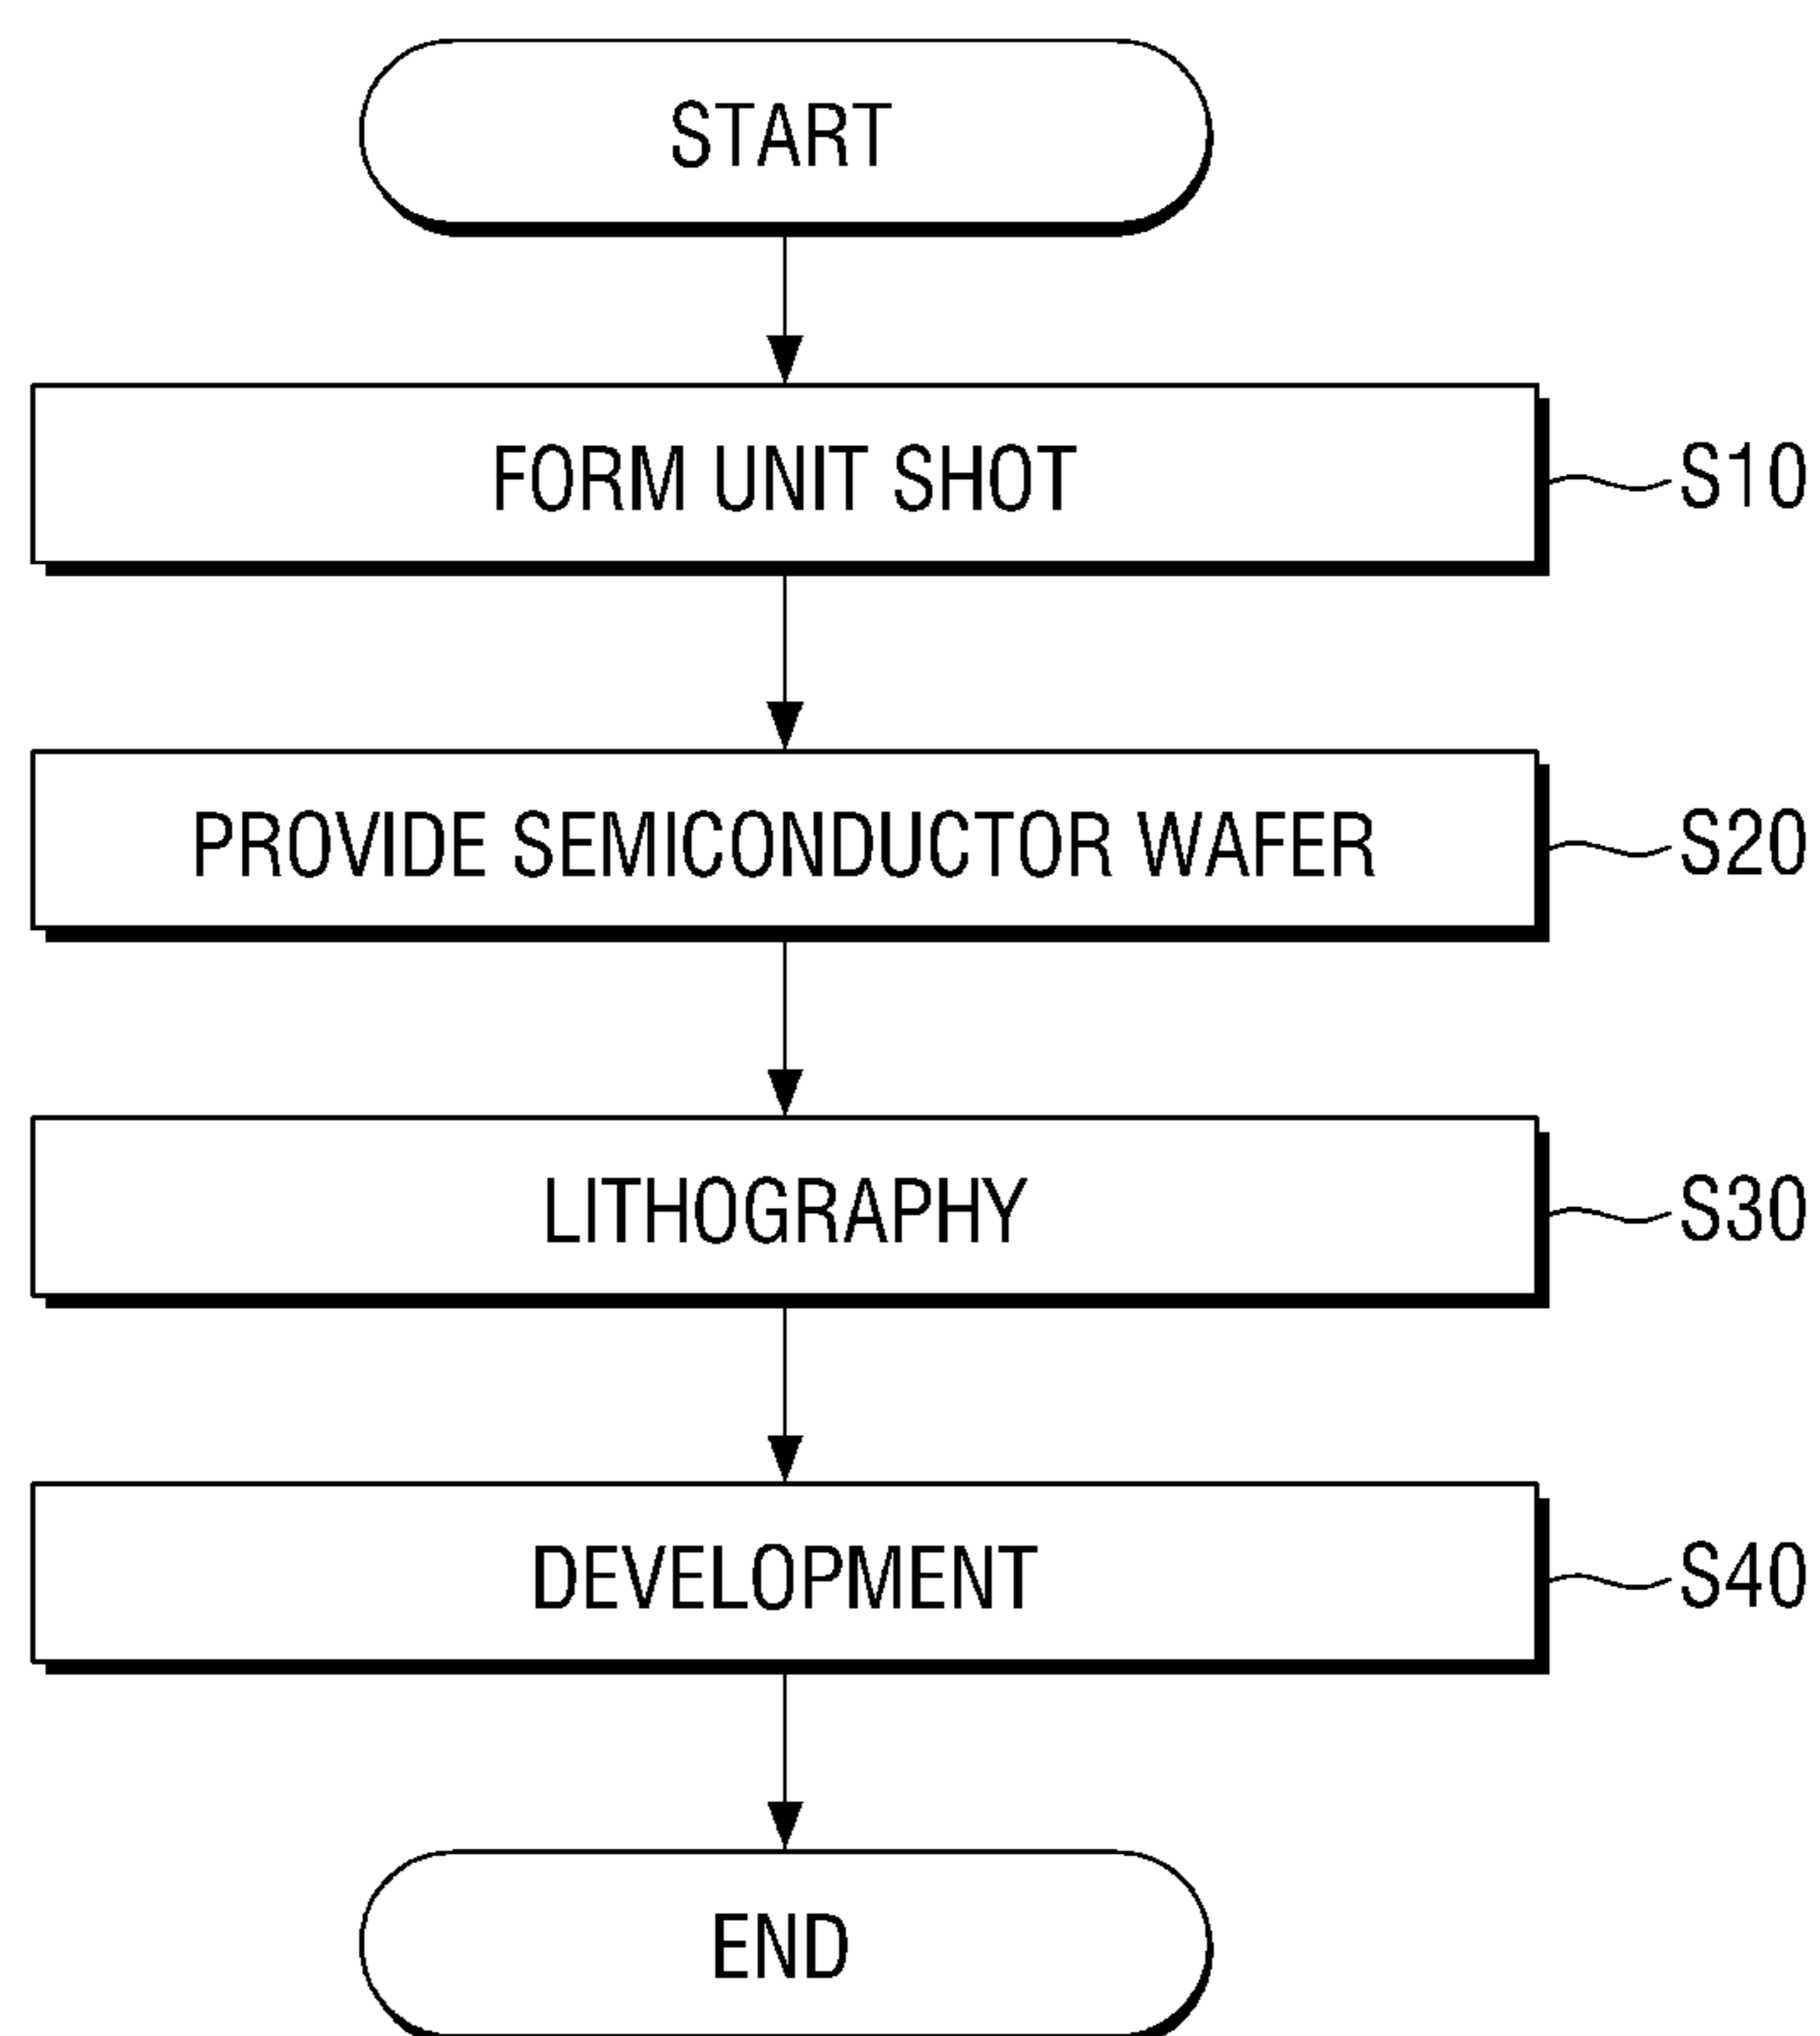 START
FORM UNIT SHOT
S10
PROVIDE SEMICONDUCTOR WAFER
S20
LITHOGRAPHY
S30
DEVELOPMENT
S40
END